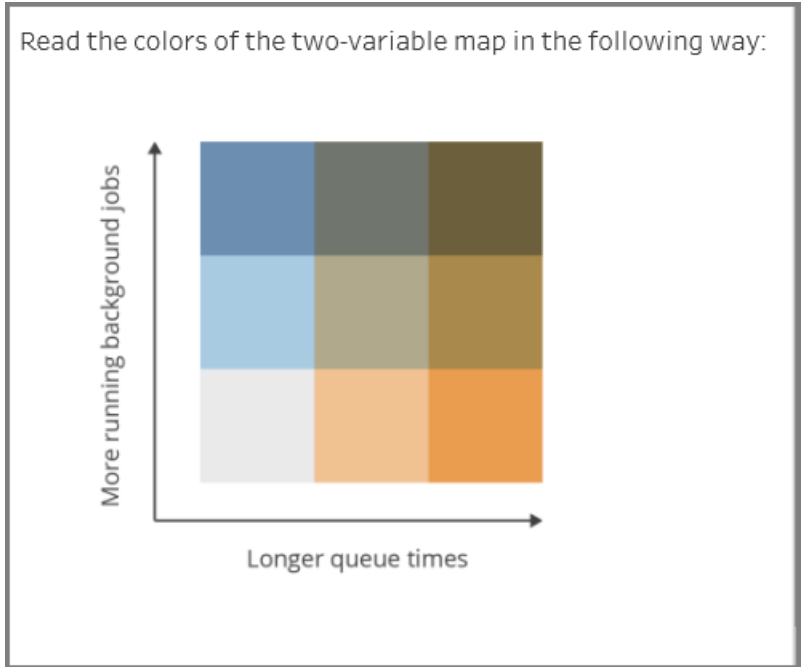 Read the colors of the two-variable map in the following way:
More running background jobs
Longer queue times